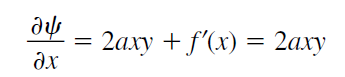 ∂ψ/∂x = 2axy + f′(x) = 2axy